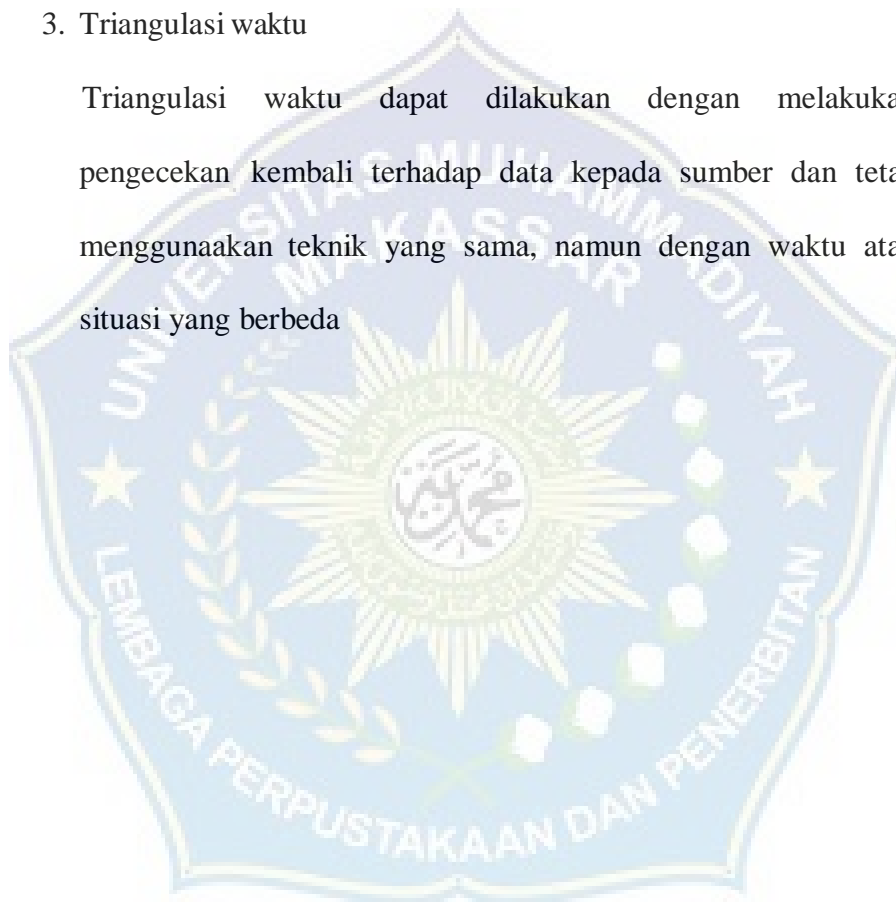 3. Triangulasi waktu
Triangulasi waktu dapat dilakukan dengan melakuka
pengecekan kembali terhadap data kepada sumber dan teta
menggunaakan teknik yang sama, namun dengan waktu ata
situasi yang berbeda
UNIVERSITAS MUHAMMADIYAH
MAKASSAR
LEMBAGA PERPUSTAKAAN DAN PENERBITAN